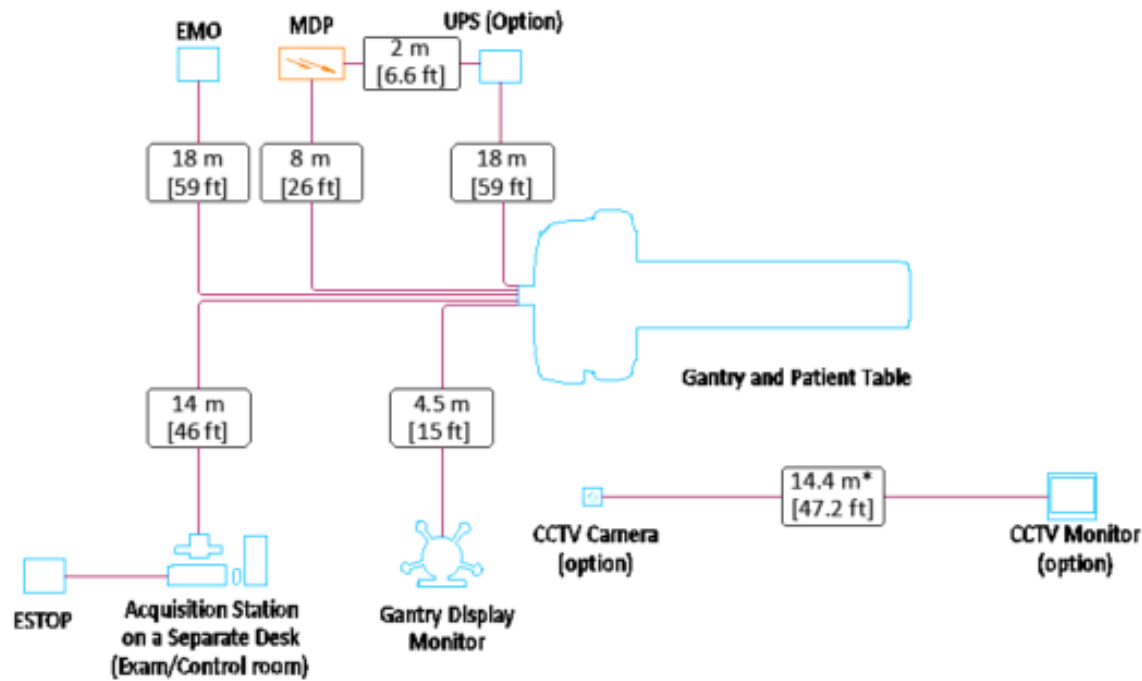 EMO
MDP
UPS (Option)
2 m
[6.6 ft]
18 m
[59 ft]
8 m
[26 ft]
18 m
[59 ft]
Gantry and Patient Table
14 m
[46 ft]
4.5 m
[15 ft]
14.4 m*
[47.2 ft]
CCTV Camera
(option)
CCTV Monitor
(option)
ESTOP
Acquisition Station
on a Separate Desk
(Exam/Control room)
Gantry Display
Monitor